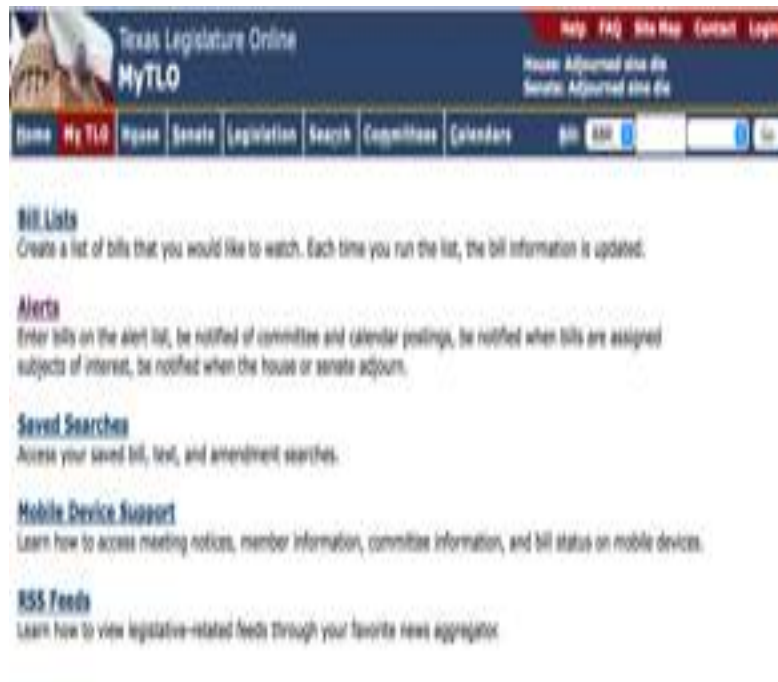 Texas Legislature Online
MyTLO
Help FAQ Site Map Contact Login
House: Adjourned sine die
Senate: Adjourned sine die
Home My TLO House Senate Legislation Search Committees Calendars Bill: Go
Bill Lists
Create a list of bills that you would like to watch. Each time you run the list, the bill information is updated.
Alerts
Enter bills on the alert list, be notified of committee and calendar postings, be notified when bills are assigned
subjects of interest, be notified when the house or senate adjourn.
Saved Searches
Access your saved bill, text, and amendment searches.
Mobile Device Support
Learn how to access meeting notices, member information, committee information, and bill status on mobile devices.
RSS Feeds
Learn how to view legislative-related feeds through your favorite news aggregator.